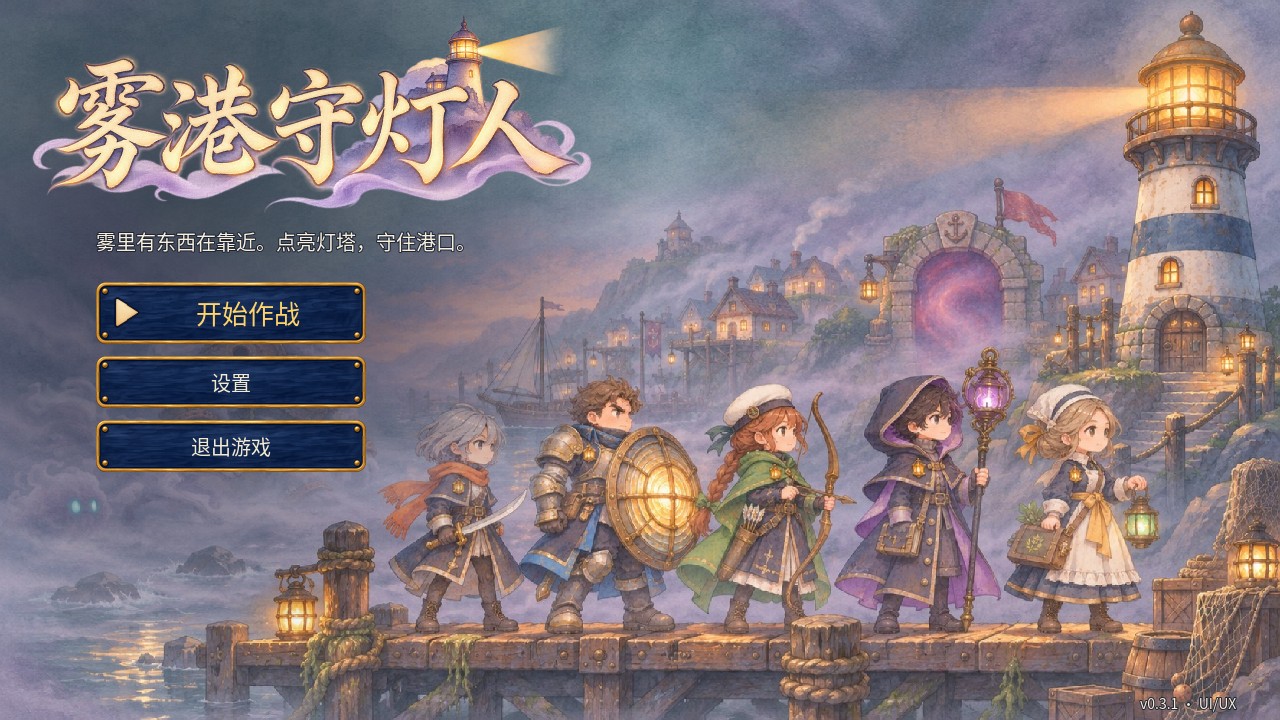 雾港守灯人
雾里有东西在靠近。点亮灯塔，守住港口。
开始作战
设置
退出游戏
v0.3.1 · UI/UX